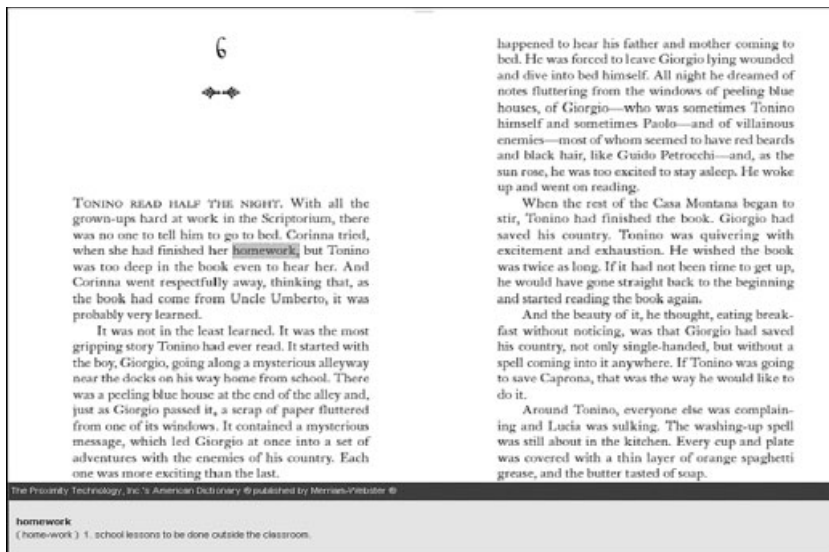 6
TONINO READ HALF THE NIGHT. With all the
grown-ups hard at work in the Scriptorium, there
was no one to tell him to go to bed. Corinna tried,
when she had finished her homework, but Tonino
was too deep in the book even to hear her. And
Corinna went respectfully away, thinking that, as
the book had come from Uncle Umberto, it was
probably very learned.
It was not in the least learned. It was the most
gripping story Tonino had ever read. It started with
the boy, Giorgio, going along a mysterious alleyway
near the docks on his way home from school. There
was a peeling blue house at the end of the alley and,
just as Giorgio passed it, a scrap of paper fluttered
from one of its windows. It contained a mysterious
message, which led Giorgio at once into a set of
adventures with the enemies of his country. Each
one was more exciting than the last.
happened to hear his father and mother coming to
bed. He was forced to leave Giorgio lying wounded
and dive into bed himself. All night he dreamed of
notes fluttering from the windows of peeling blue
houses, of Giorgio—who was sometimes Tonino
himself and sometimes Paolo—and of villainous
enemies—most of whom seemed to have red beards
and black hair, like Guido Petrocchi—and, as the
sun rose, he was too excited to stay asleep. He woke
up and went on reading.
When the rest of the Casa Montana began to
stir, Tonino had finished the book. Giorgio had
saved his country. Tonino was quivering with
excitement and exhaustion. He wished the book
was twice as long. If it had not been time to get up,
he would have gone straight back to the beginning
and started reading the book again.
And the beauty of it, he thought, eating break-
fast without noticing, was that Giorgio had saved
his country, not only single-handed, but without a
spell coming into it anywhere. If Tonino was going
to save Caprona, that was the way he would like to
do it.
Around Tonino, everyone else was complain-
ing and Lucia was sulking. The washing-up spell
was still about in the kitchen. Every cup and plate
was covered with a thin layer of orange spaghetti
grease, and the butter tasted of soap.
The Proximity Technology, Inc.'s American Dictionary © published by Merriam-Webster ®
homework
( home-work ) 1. school lessons to be done outside the classroom.